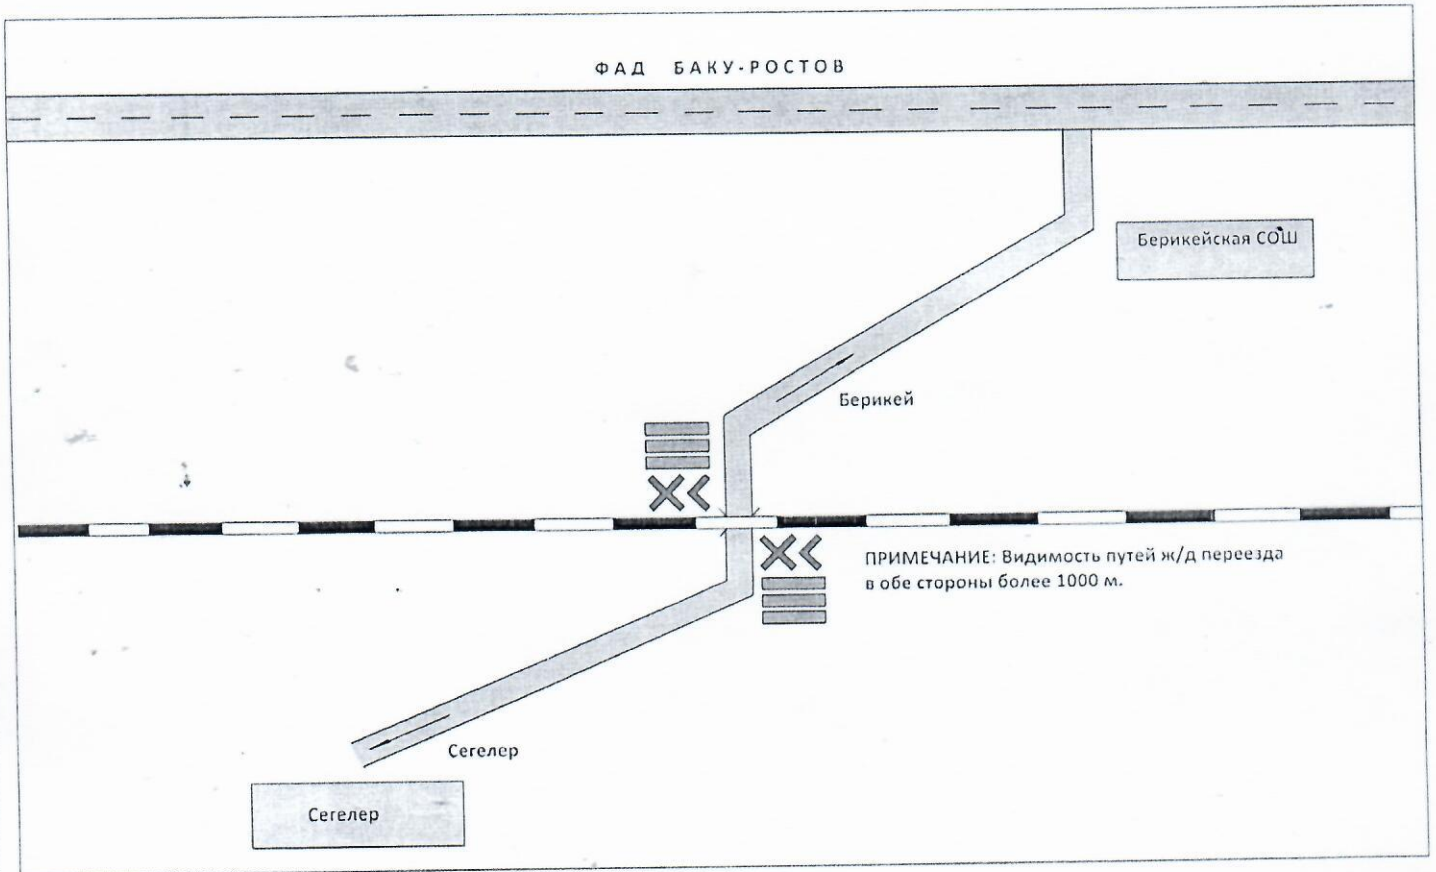 ФАД БАКУ-РОСТОВ
Берикейская СОШ
Берикей
ПРИМЕЧАНИЕ: Видимость путей ж/д переезда
в обе стороны более 1000 м.
Сегелер
Сегелер